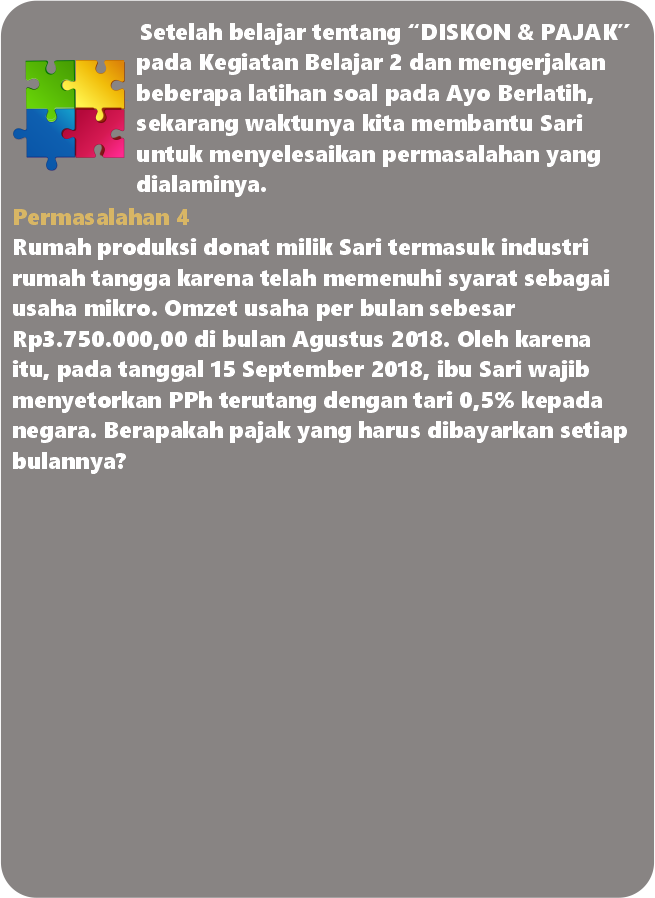 Setelah belajar tentang “DISKON & PAJAK”
pada Kegiatan Belajar 2 dan mengerjakan
beberapa latihan soal pada Ayo Berlatih,
sekarang waktunya kita membantu Sari
untuk menyelesaikan permasalahan yang
dialaminya.
Permasalahan 4
Rumah produksi donat milik Sari termasuk industri
rumah tangga karena telah memenuhi syarat sebagai
usaha mikro. Omzet usaha per bulan sebesar
Rp3.750.000,00 di bulan Agustus 2018. Oleh karena
itu, pada tanggal 15 September 2018, ibu Sari wajib
menyetorkan PPh terutang dengan tari 0,5% kepada
negara. Berapakah pajak yang harus dibayarkan setiap
bulannya?